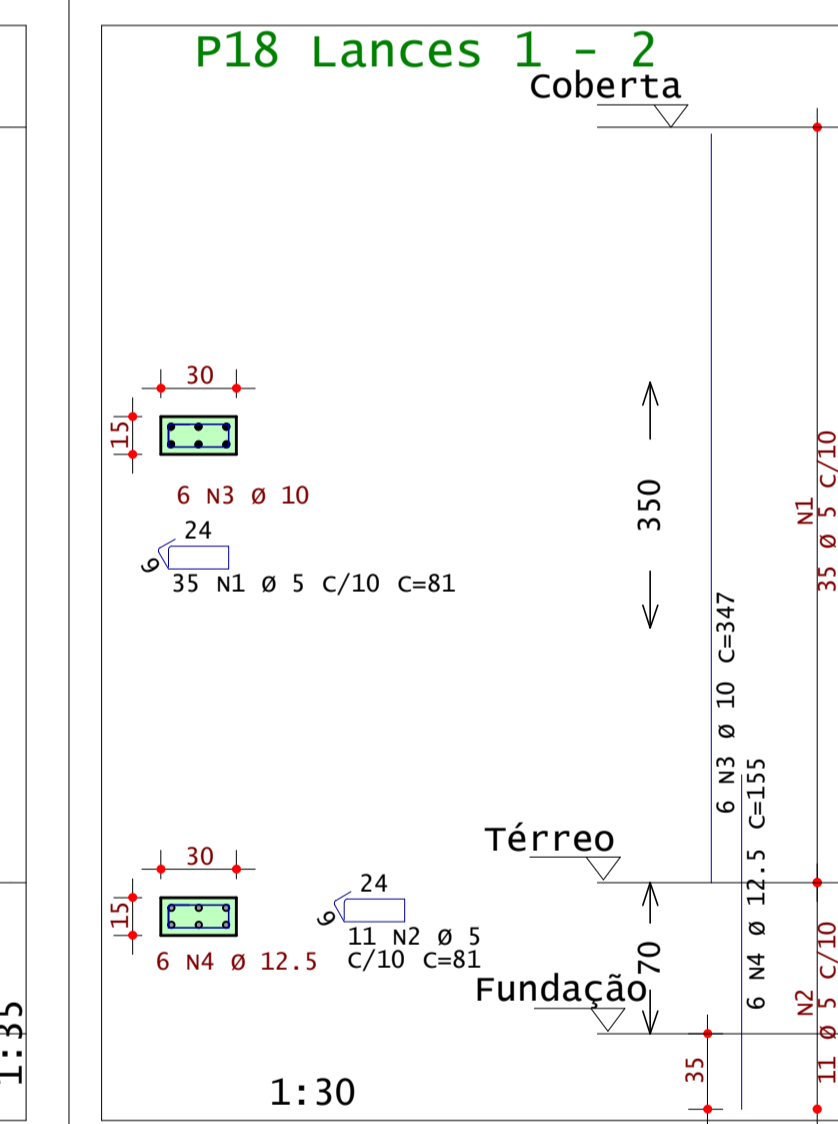 P18 Lances 1 - 2
Coberta
30
15
6 N3 Ø 10
24
9
35 N1 Ø 5 C/10 C=81
350
N1
35 Ø 5 C/10
6 N3 Ø 10 C=347
6 N4 Ø 12.5 C=155
Térreo
30
15
6 N4 Ø 12.5
24
9
11 N2 Ø 5
C/10 C=81
70
Fundação
N2
11 Ø 5 C/10
35
1:30
1:35